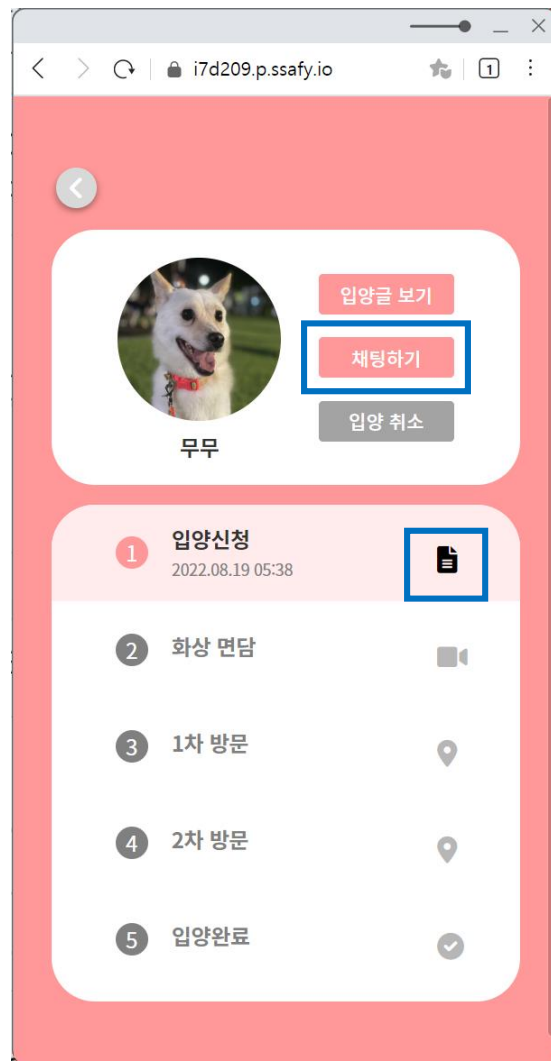 i7d209.p.ssafy.io
1
입양글 보기
채팅하기
입양 취소
무무
1
입양신청
2022.08.19 05:38
2
화상 면담
3
1차 방문
4
2차 방문
5
입양완료